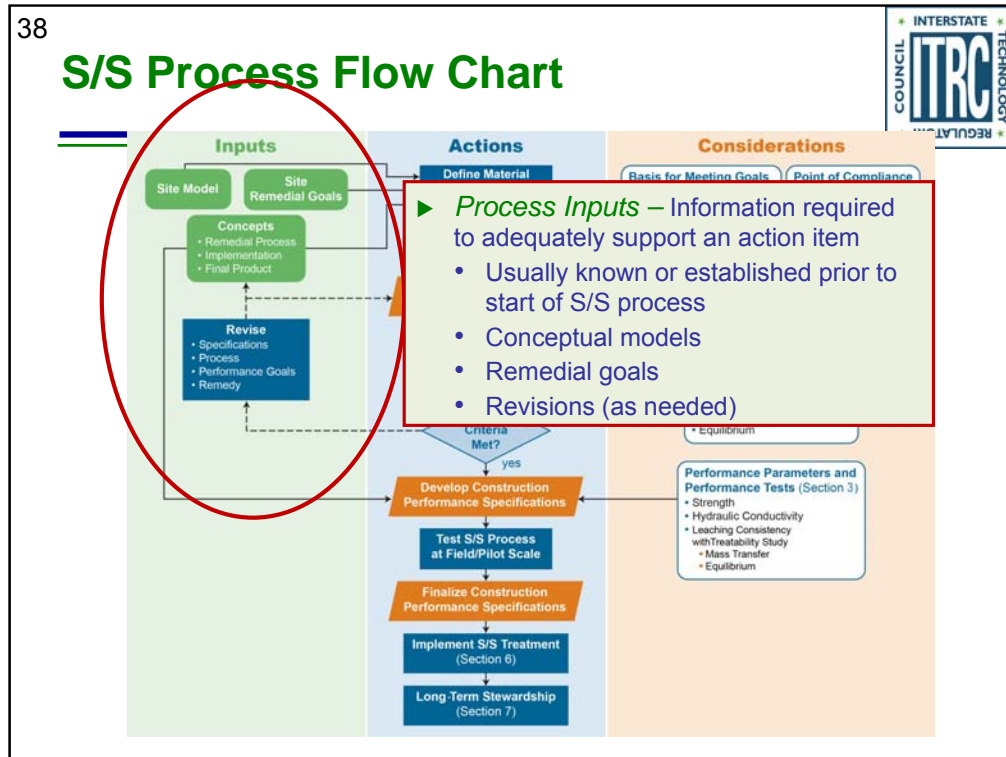 38
S/S Process Flow Chart
INTERSTATE
COUNCIL
ITRC
TECHNOLOGY
REGULATORY
Inputs
Actions
Considerations
Site Model
Site
Remedial Goals
Define Material
Basis for Meeting Goals
Point of Compliance
Concepts
• Remedial Process
• Implementation
• Final Product
▶ Process Inputs – Information required
to adequately support an action item
• Usually known or established prior to
start of S/S process
• Conceptual models
• Remedial goals
• Revisions (as needed)
Revise
• Specifications
• Process
• Performance Goals
• Remedy
• Equilibrium
Criteria
Met?
yes
Develop Construction
Performance Specifications
Performance Parameters and
Performance Tests (Section 3)
• Strength
• Hydraulic Conductivity
• Leaching Consistency
withTreatability Study
• Mass Transfer
• Equilibrium
Test S/S Process
at Field/Pilot Scale
Finalize Construction
Performance Specifications
Implement S/S Treatment
(Section 6)
Long-Term Stewardship
(Section 7)